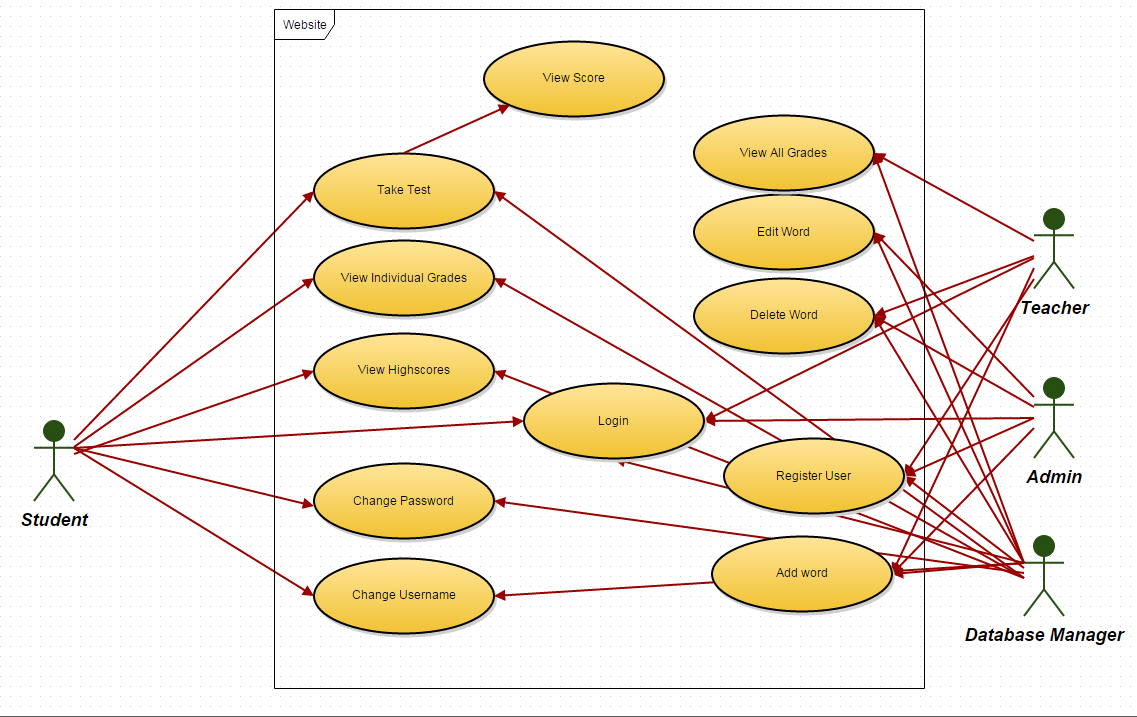 Website
View Score
View All Grades
Take Test
Edit Word
View Individual Grades
Delete Word
Teacher
View Highscores
Login
Register User
Admin
Change Password
Student
Add word
Change Username
Database Manager